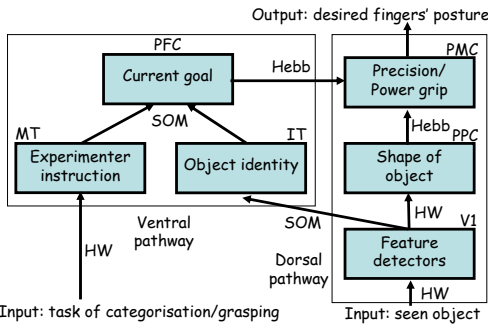 Output: desired fingers' posture
PFC
PMC
Current goal
Hebb
Precision/
Power grip
SOM
Hebb
MT
IT
PPC
Experimenter
instruction
Object identity
Shape of
object
Ventral
pathway
SOM
HW
V1
HW
Dorsal
pathway
Feature
detectors
HW
Input: task of categorisation/grasping
Input: seen object